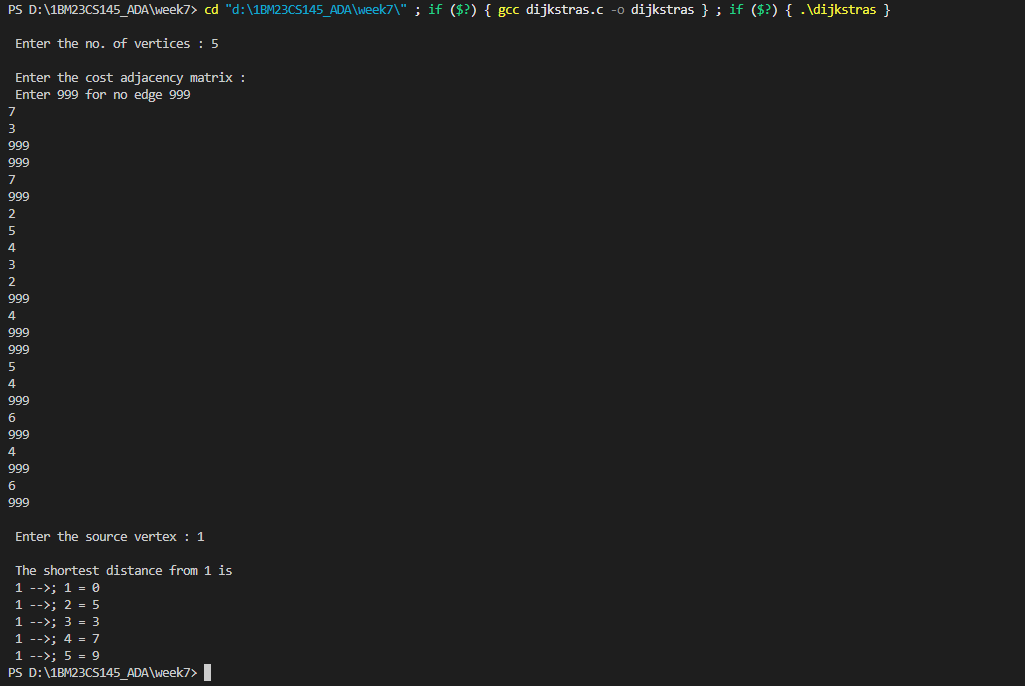 PS D:\1BM23CS145_ADA\week7> cd "d:\1BM23CS145_ADA\week7\" ; if ($?) { gcc dijkstras.c -o dijkstras } ; if ($?) { .\dijkstras }
Enter the no. of vertices : 5
Enter the cost adjacency matrix :
Enter 999 for no edge 999
7
3
999
999
7
999
2
5
4
3
2
999
4
999
999
5
4
999
6
999
4
999
6
999
Enter the source vertex : 1
The shortest distance from 1 is
1 -->; 1 = 0
1 -->; 2 = 5
1 -->; 3 = 3
1 -->; 4 = 7
1 -->; 5 = 9
PS D:\1BM23CS145_ADA\week7>